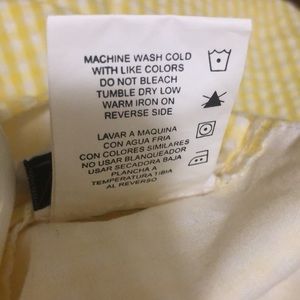 MACHINE WASH COLD
WITH LIKE COLORS
DO NOT BLEACH
TUMBLE DRY LOW
WARM IRON ON
REVERSE SIDE
LAVAR A MAQUINA
CON AGUA FRIA
CON COLORES SIMILARES
NO USAR BLANQUEADOR
USAR SECADORA BAJA
PLANCHA A
TEMPERATURA TIBIA
AL REVERSO